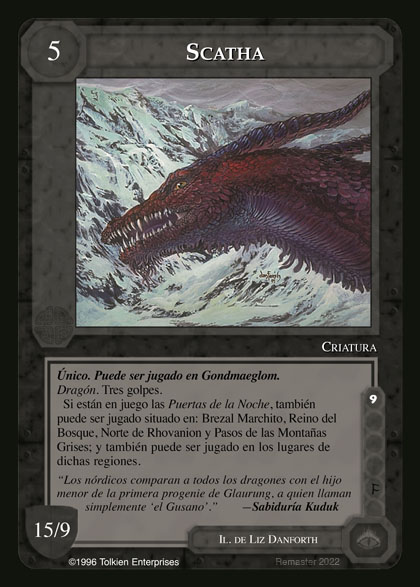 5
SCATHA
CRIATURA
Único. Puede ser jugado en Gondmaeglom.
Dragón. Tres golpes.
Si están en juego las Puertas de la Noche, también
puede ser jugado situado en: Brezal Marchito, Reino del
Bosque, Norte de Rhovanion y Pasos de las Montañas
Grises; y también puede ser jugado en los lugares de
dichas regiones.
“Los nórdicos comparan a todos los dragones con el hijo
menor de la primera progenie de Glaurung, a quien llaman
simplemente ‘el Gusano’.” —Sabiduría Kuduk
9
15/9
IL. DE LIZ DANFORTH
©1996 Tolkien Enterprises
Remaster 2022